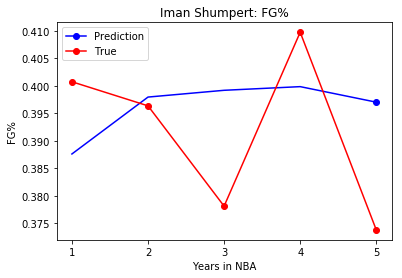 Iman Shumpert: FG%
Prediction
True
0.410
0.405
0.400
0.395
0.390
0.385
0.380
0.375
FG%
1 2 3 4 5
Years in NBA